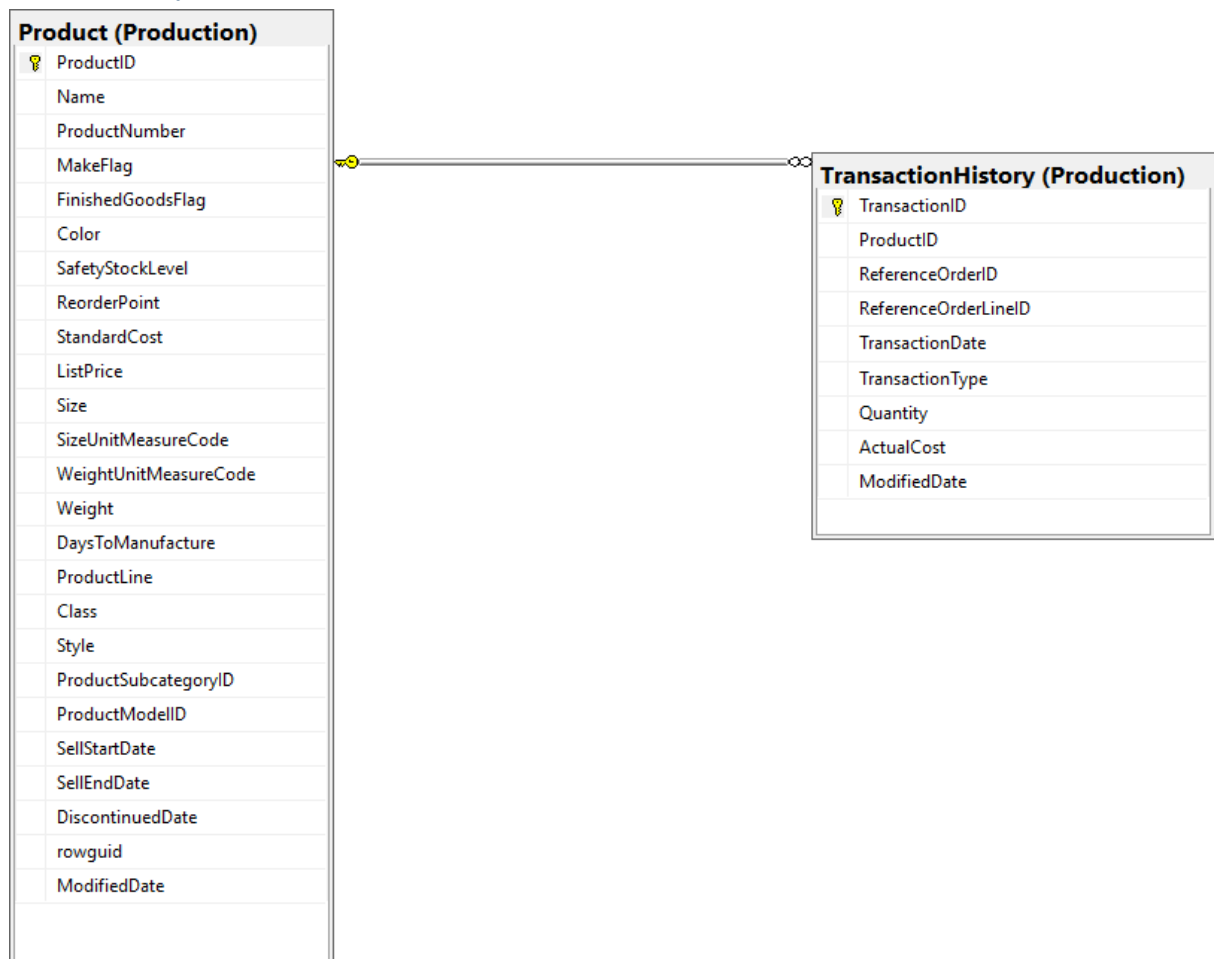 Product (Production)
ProductID
Name
ProductNumber
MakeFlag
FinishedGoodsFlag
Color
SafetyStockLevel
ReorderPoint
StandardCost
ListPrice
Size
SizeUnitMeasureCode
WeightUnitMeasureCode
Weight
DaysToManufacture
ProductLine
Class
Style
ProductSubcategoryID
ProductModelID
SellStartDate
SellEndDate
DiscontinuedDate
rowguid
ModifiedDate
TransactionHistory (Production)
TransactionID
ProductID
ReferenceOrderID
ReferenceOrderLineID
TransactionDate
TransactionType
Quantity
ActualCost
ModifiedDate